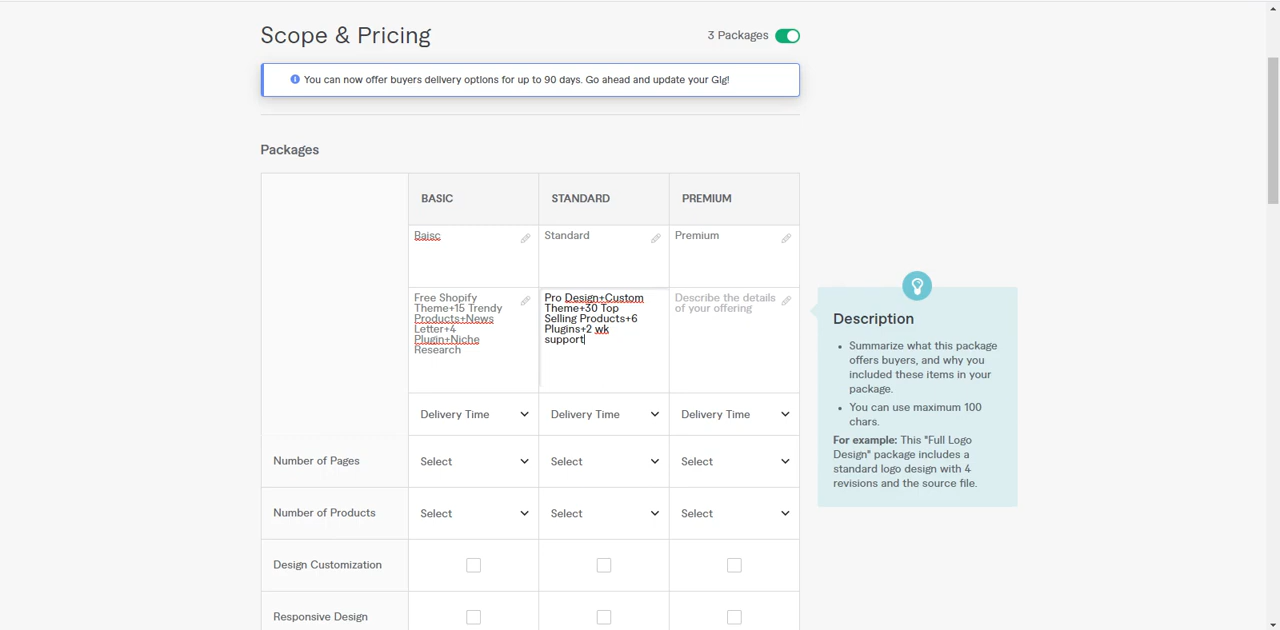 Scope & Pricing
3 Packages
You can now offer buyers delivery options for up to 90 days. Go ahead and update your GIg!
Packages
BASIC
STANDARD
PREMIUM
Baisc
Standard
Premium
Free Shopify
Theme+15 Trendy
Products+News
Letter+4
Plugin+Niche
Research
Pro Design+Custom
Theme+30 Top
Selling Products+6
Plugins+2 wk
support
Describe the details
of your offering
Description
Summarize what this package
offers buyers, and why you
included these items in your
package.
You can use maximum 100
chars.
For example: This "Full Logo
Design" package includes a
standard logo design with 4
revisions and the source file.
Delivery Time
Delivery Time
Delivery Time
Number of Pages
Select
Select
Select
Number of Products
Select
Select
Select
Design Customization
Responsive Design